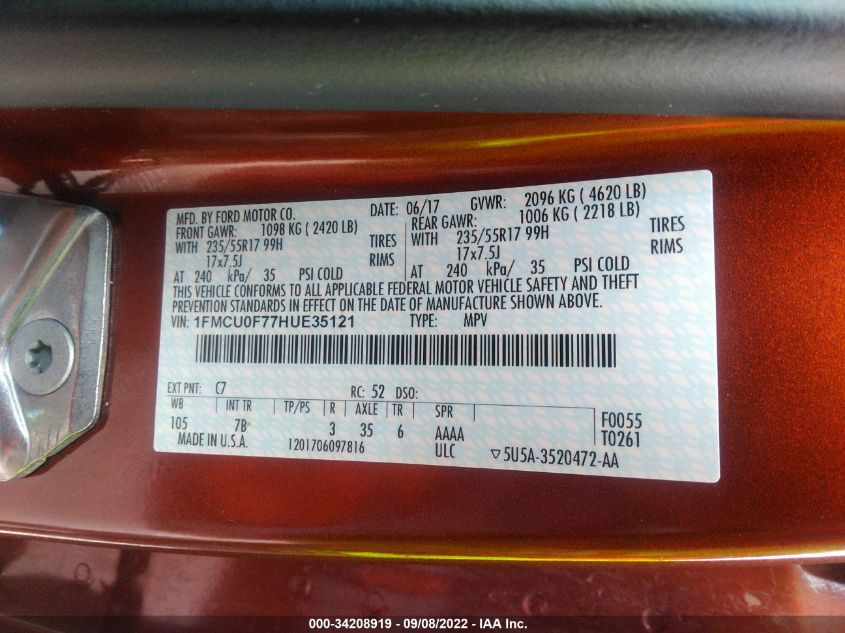 MFD. BY FORD MOTOR CO. DATE: 06/17 GVWR: 2096 KG ( 4620 LB)
FRONT GAWR: 1098 KG ( 2420 LB) REAR GAWR: 1006 KG ( 2218 LB)
WITH 235/55R17 99H TIRES WITH 235/55R17 99H TIRES
17x7.5J RIMS 17x7.5J RIMS
AT 240 kPa/ 35 PSI COLD AT 240 kPa/ 35 PSI COLD
THIS VEHICLE CONFORMS TO ALL APPLICABLE FEDERAL MOTOR VEHICLE SAFETY AND THEFT
PREVENTION STANDARDS IN EFFECT ON THE DATE OF MANUFACTURE SHOWN ABOVE.
VIN: 1FMCU0F77HUE35121 TYPE: MPV
EXT PNT: C7 RC: 52 DSO:
WB INT TR TP/PS R AXLE TR SPR
105 7B 3 35 6 AAAA F0055
MADE IN U.S.A. 1201706097816 ULC T0261
▽5U5A-3520472-AA
000-34208919 - 09/08/2022 - IAA Inc.